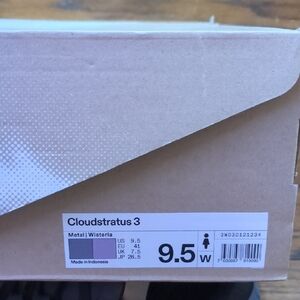 Cloudstratus 3
Metal | Wisteria
US 9.5
EU 41
UK 7.5
JP 26.5
Made in Indonesia
9.5
W